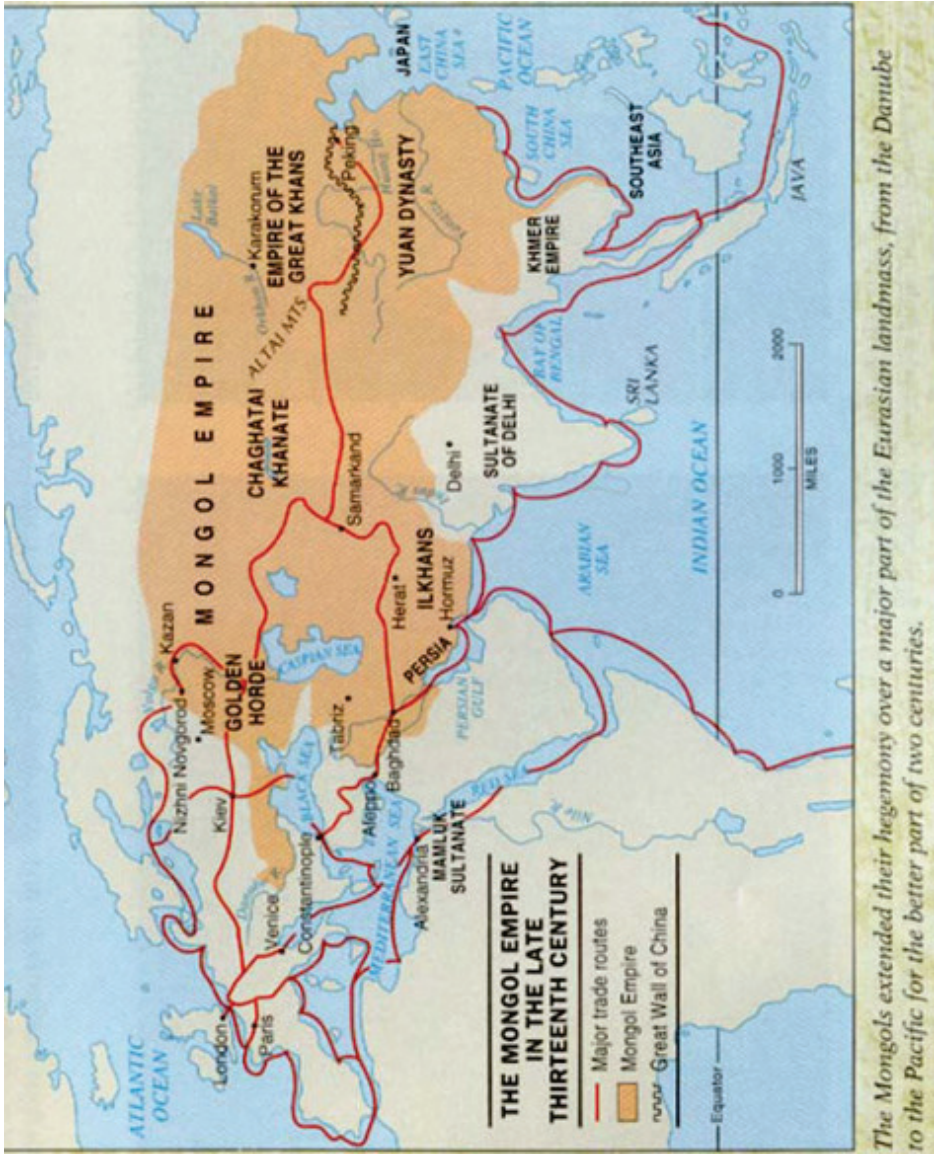 THE MONGOL EMPIRE
IN THE LATE
THIRTEENTH CENTURY
Major trade routes
Mongol Empire
Great Wall of China
Equator
ATLANTIC
OCEAN
London
Paris
Venice
Constantinople
MEDITERRANEAN SEA
Alexandria
MAMLUK
SULTANATE
Nizhni Novgorod
Kazan
Moscow
Kiev
GOLDEN
HORDE
BLACK SEA
CASPIAN SEA
Aleppo
Tabriz
Baghdad
PERSIA
PERSIAN
GULF
RED SEA
Nile R.
MONGOL EMPIRE
CHAGHATAI
KHANATE
Samarkand
Herat
ILKHANS
Hormuz
ARABIAN
SEA
Delhi
SULTANATE
OF DELHI
SRI
LANKA
BAY OF
BENGAL
INDIAN OCEAN
0 1000 2000
MILES
Lake
Karakorum
ALTAI MTS.
EMPIRE OF THE
GREAT KHANS
Peking
YUAN DYNASTY
KHMER
EMPIRE
JAPAN
EAST
CHINA
SEA
PACIFIC
OCEAN
SOUTH
CHINA
SEA
SOUTHEAST
ASIA
JAVA
The Mongols extended their hegemony over a major part of the Eurasian landmass, from the Danube
to the Pacific for the better part of two centuries.